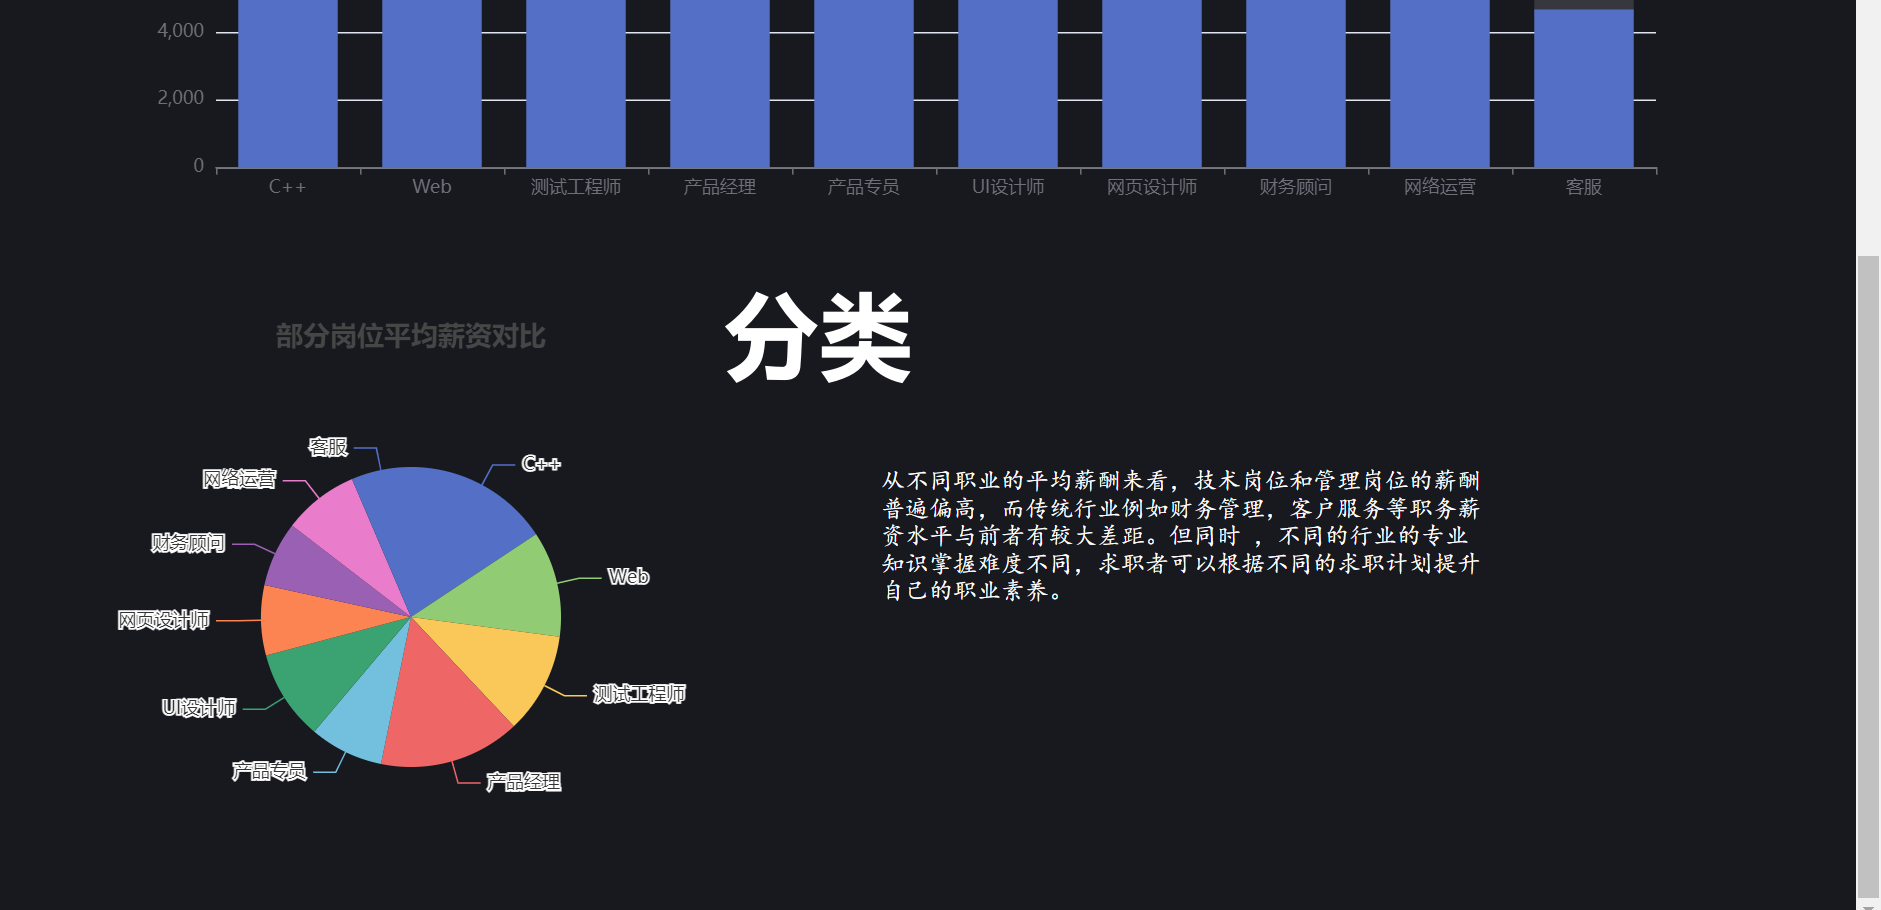 4,000
2,000
0
C++
Web
测试工程师
产品经理
产品专员
UI设计师
网页设计师
财务顾问
网络运营
客服
部分岗位平均薪资对比
分类
客服
C++
网络运营
财务顾问
Web
网页设计师
测试工程师
UI设计师
产品专员
产品经理
从不同职业的平均薪酬来看，技术岗位和管理岗位的薪酬
普遍偏高，而传统行业例如财务管理，客户服务等职务薪
资水平与前者有较大差距。但同时 ，不同的行业的专业
知识掌握难度不同，求职者可以根据不同的求职计划提升
自己的职业素养。